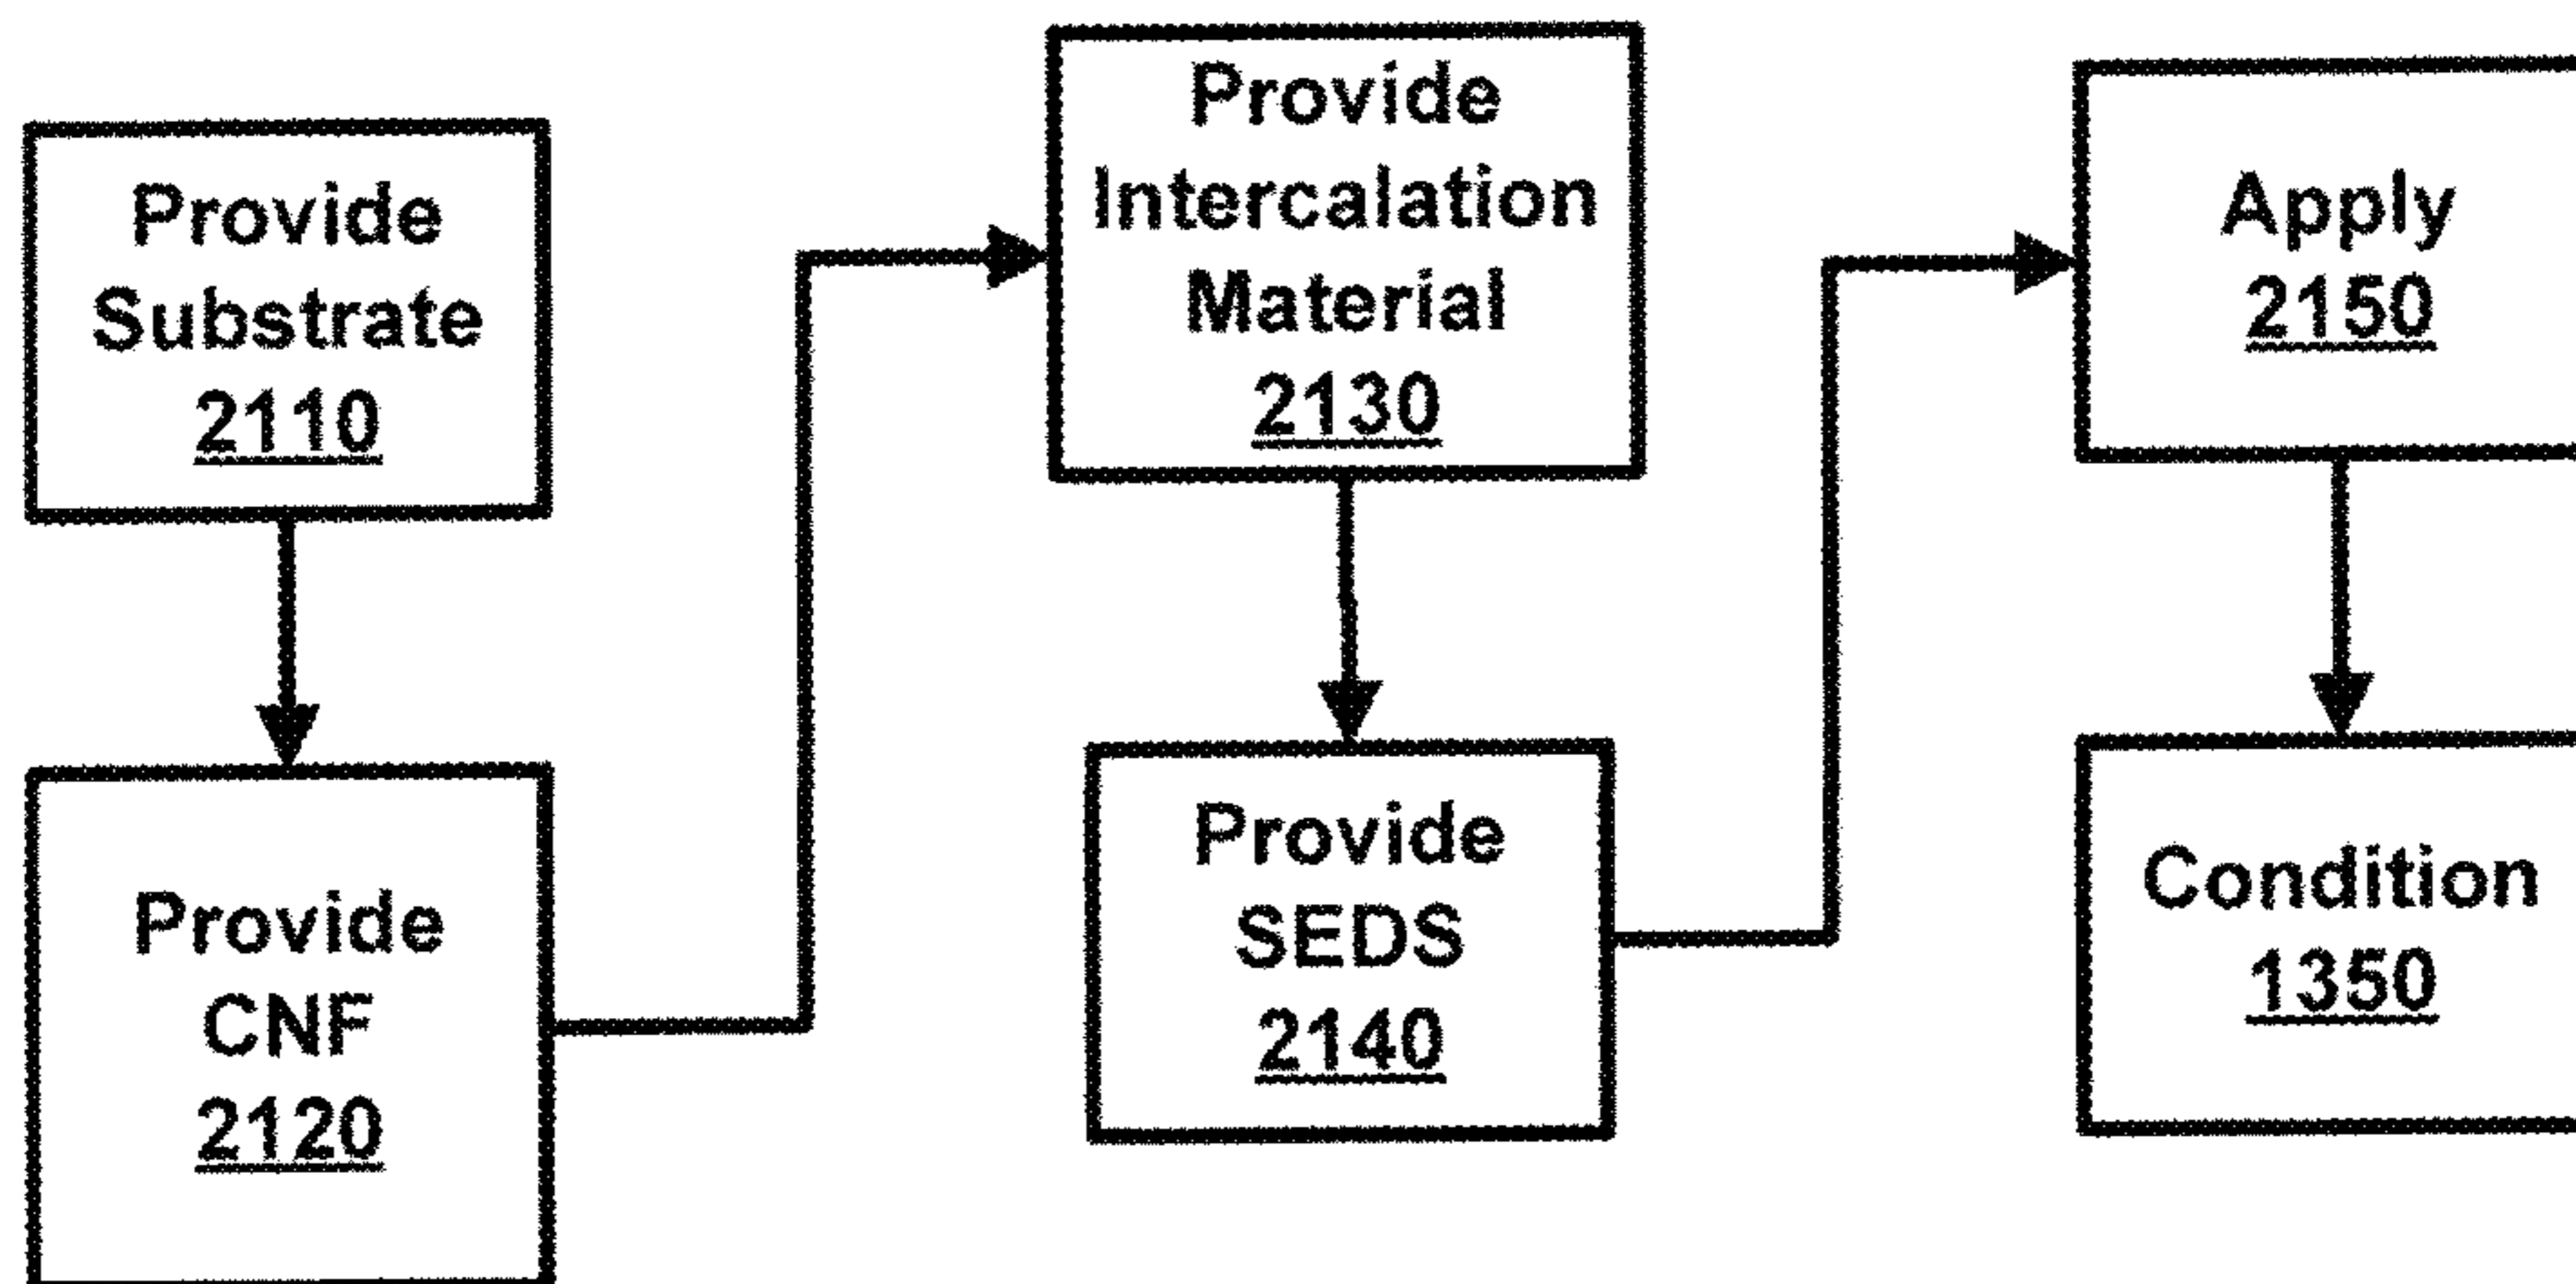 Provide
Substrate
2110
Provide
CNF
2120
Provide
Intercalation
Material
2130
Provide
SEDS
2140
Apply
2150
Condition
1350